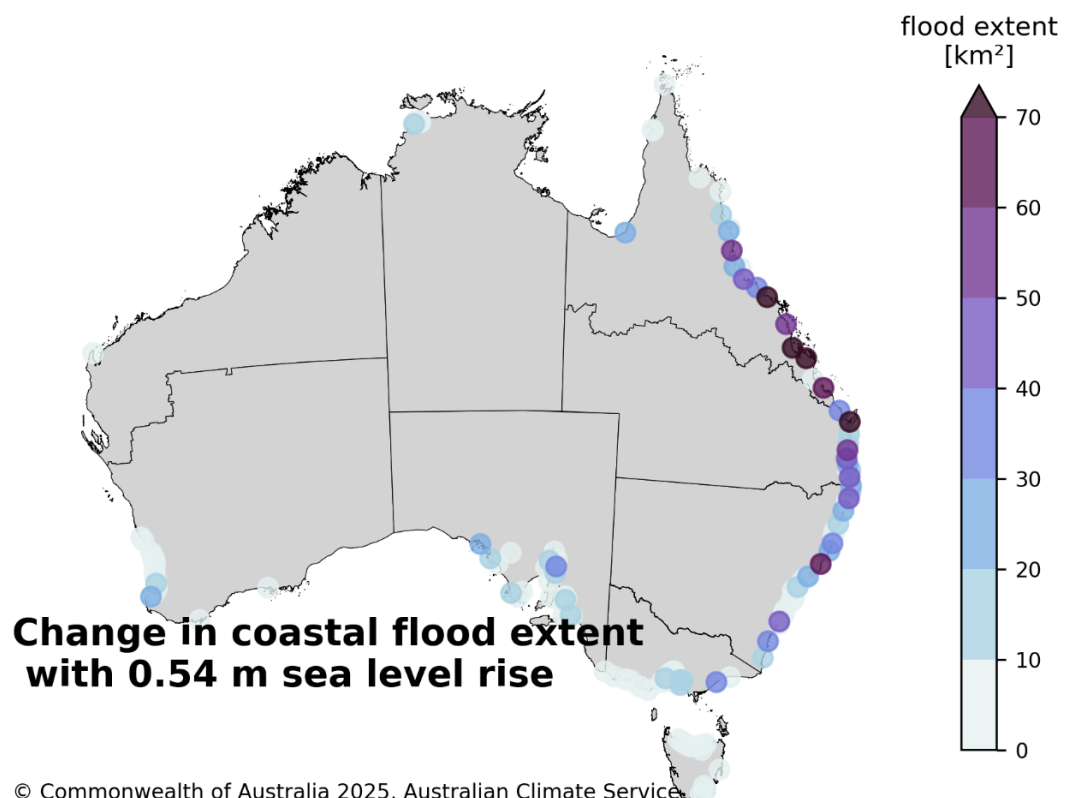 flood extent
[km²]
70
60
50
40
30
20
10
0
Change in coastal flood extent
with 0.54 m sea level rise
© Commonwealth of Australia 2025, Australian Climate Service